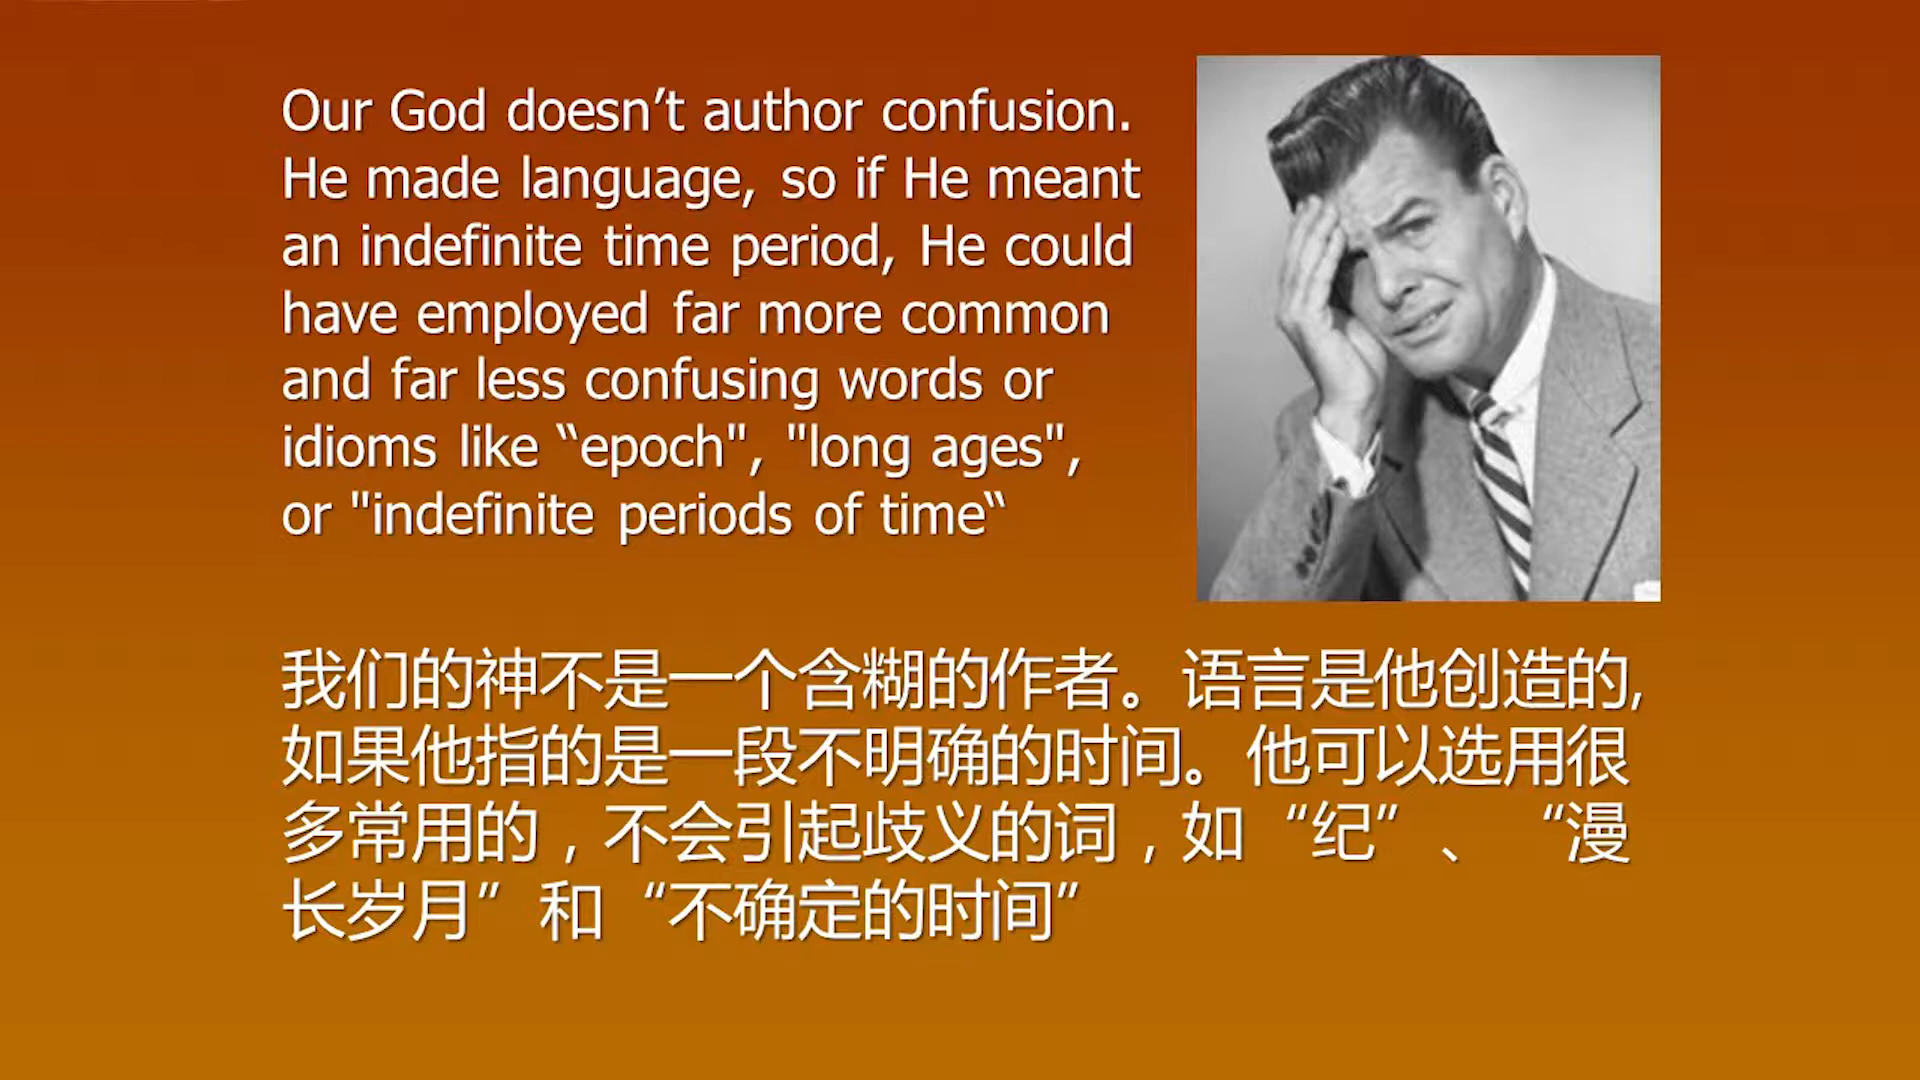 Our God doesn’t author confusion.
He made language, so if He meant
an indefinite time period, He could
have employed far more common
and far less confusing words or
idioms like “epoch", "long ages",
or "indefinite periods of time“
我们的神不是一个含糊的作者。语言是他创造的,
如果他指的是一段不明确的时间。他可以选用很
多常用的，不会引起歧义的词，如“纪”、“漫
长岁月”和“不确定的时间”